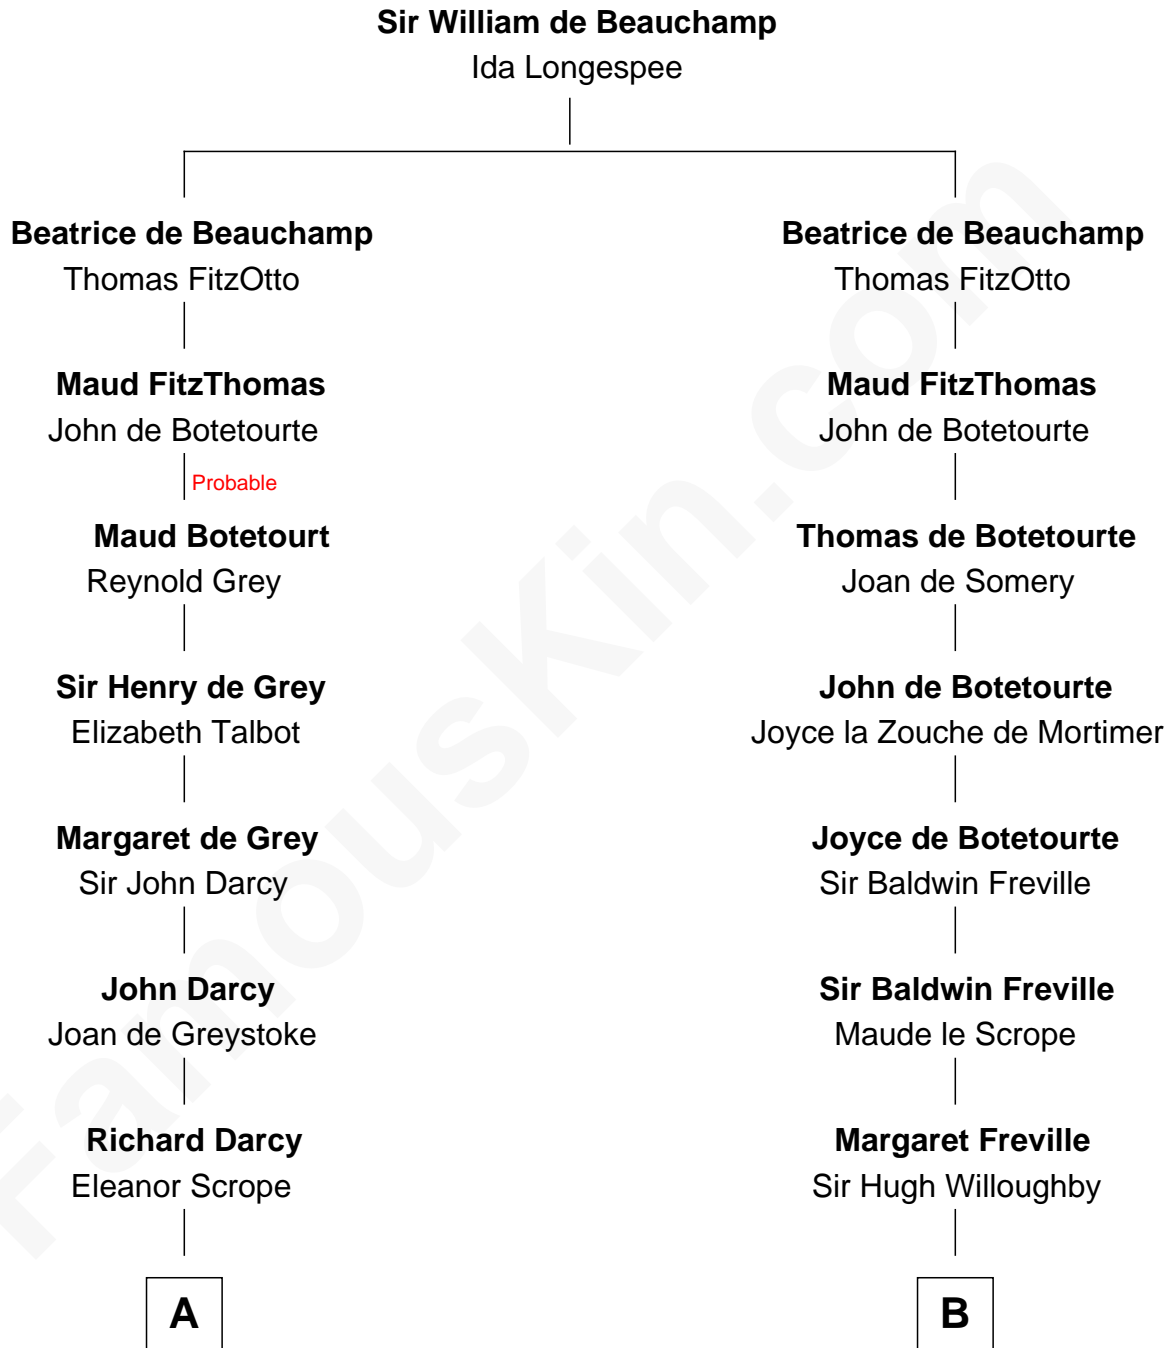 Sir William de Beauchamp
Ida Longespee
Beatrice de Beauchamp
Thomas FitzOtto
Beatrice de Beauchamp
Thomas FitzOtto
Maud FitzThomas
John de Botetourte
Maud FitzThomas
John de Botetourte
Probable
Maud Botetourt
Reynold Grey
Thomas de Botetourte
Joan de Somery
Sir Henry de Grey
Elizabeth Talbot
John de Botetourte
Joyce la Zouche de Mortimer
Margaret de Grey
Sir John Darcy
Joyce de Botetourte
Sir Baldwin Freville
John Darcy
Joan de Greystoke
Sir Baldwin Freville
Maude le Scrope
Richard Darcy
Eleanor Scrope
Margaret Freville
Sir Hugh Willoughby
A
B
FamousKin.com